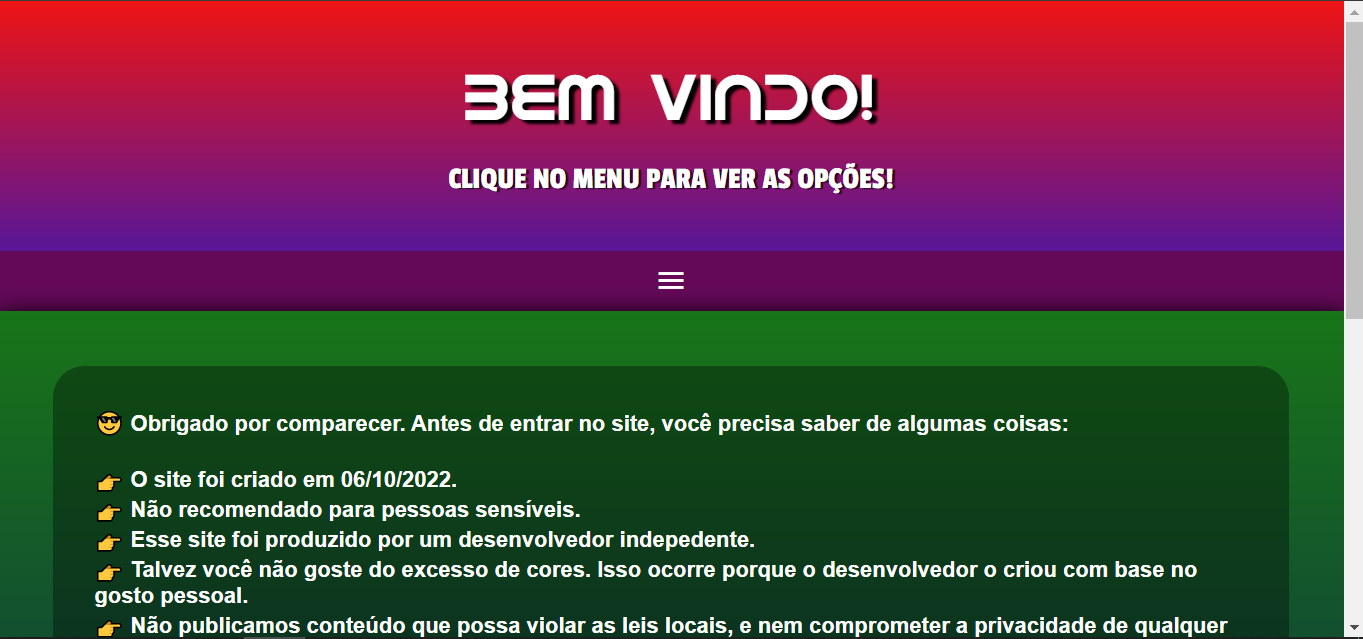 BEM VINDO!
CLIQUE NO MENU PARA VER AS OPÇÕES!
😎 Obrigado por comparecer. Antes de entrar no site, você precisa saber de algumas coisas:
👉 O site foi criado em 06/10/2022.
👉 Não recomendado para pessoas sensíveis.
👉 Esse site foi produzido por um desenvolvedor indepedente.
👉 Talvez você não goste do excesso de cores. Isso ocorre porque o desenvolvedor o criou com base no
gosto pessoal.
👉 Não publicamos conteúdo que possa violar as leis locais, e nem comprometer a privacidade de qualquer